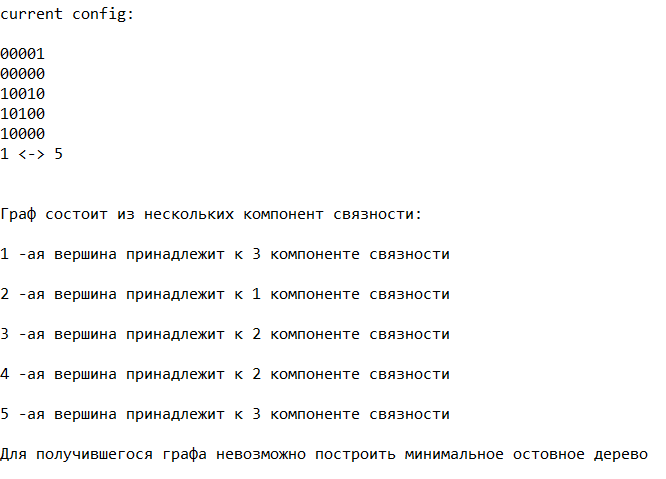 current config:
00001
00000
10010
10100
10000
1 <-> 5
Граф состоит из нескольких компонент связности:
1 -ая вершина принадлежит к 3 компоненте связности
2 -ая вершина принадлежит к 1 компоненте связности
3 -ая вершина принадлежит к 2 компоненте связности
4 -ая вершина принадлежит к 2 компоненте связности
5 -ая вершина принадлежит к 3 компоненте связности
Для получившегося графа невозможно построить минимальное остовное дерево